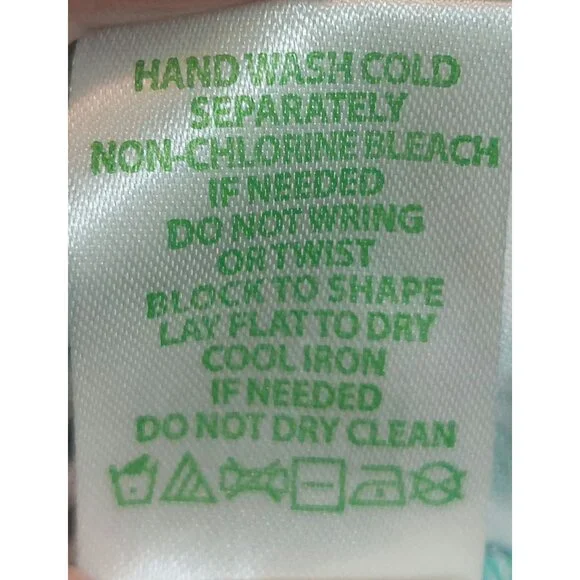 HAND WASH COLD
SEPARATELY
NON-CHLORINE BLEACH
IF NEEDED
DO NOT WRING
OR TWIST
BLOCK TO SHAPE
LAY FLAT TO DRY
COOL IRON
IF NEEDED
DO NOT DRY CLEAN